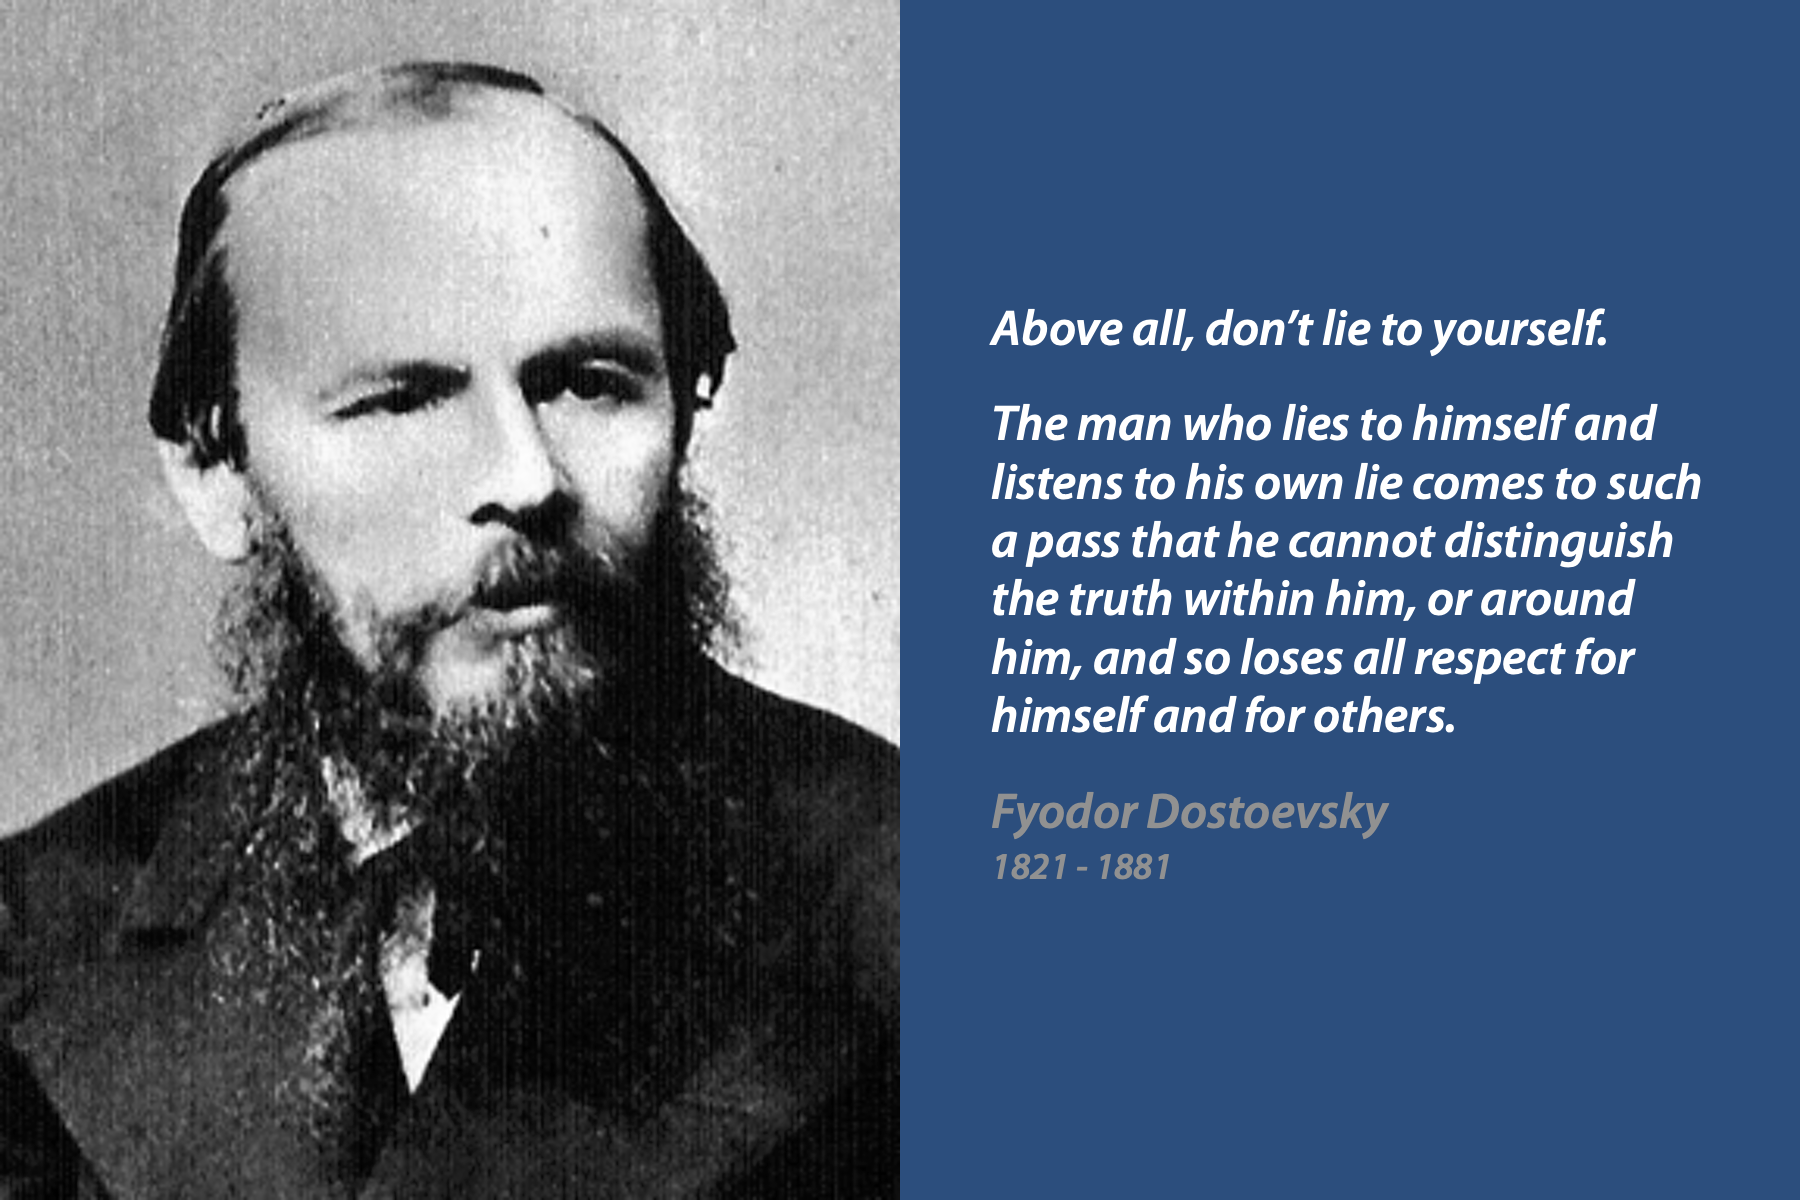 Above all, don’t lie to yourself.
The man who lies to himself and
listens to his own lie comes to such
a pass that he cannot distinguish
the truth within him, or around
him, and so loses all respect for
himself and for others.
Fyodor Dostoevsky
1821 - 1881